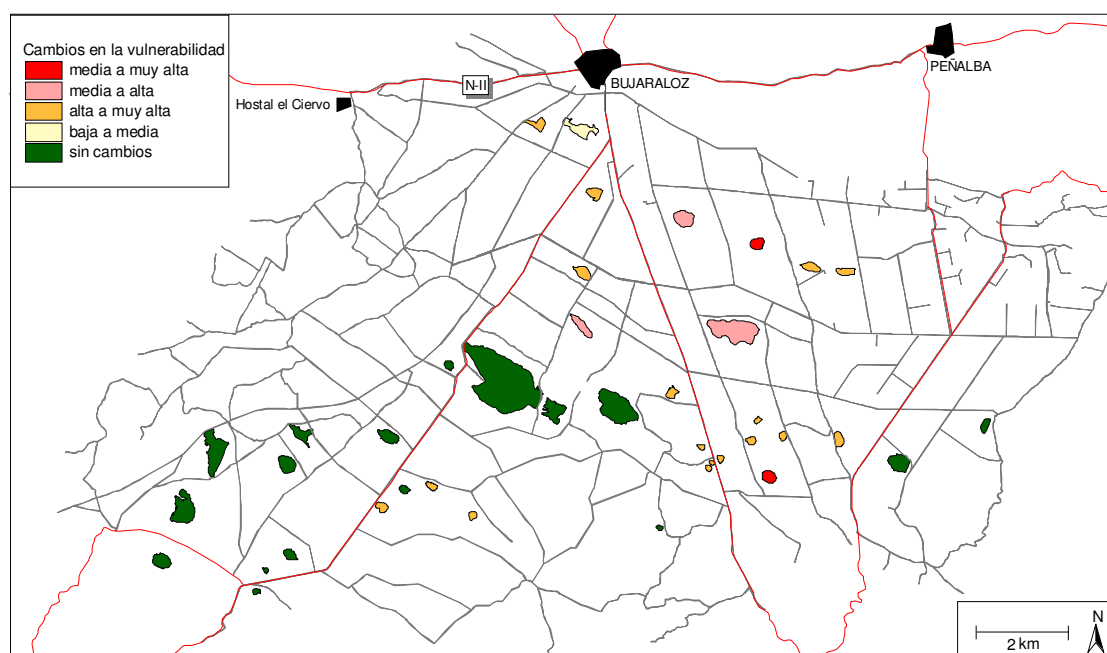 Cambios en la vulnerabilidad
media a muy alta
media a alta
alta a muy alta
baja a media
sin cambios
PEÑALBA
N-II
BUJARALOZ
Hostal el Ciervo
N
2 km